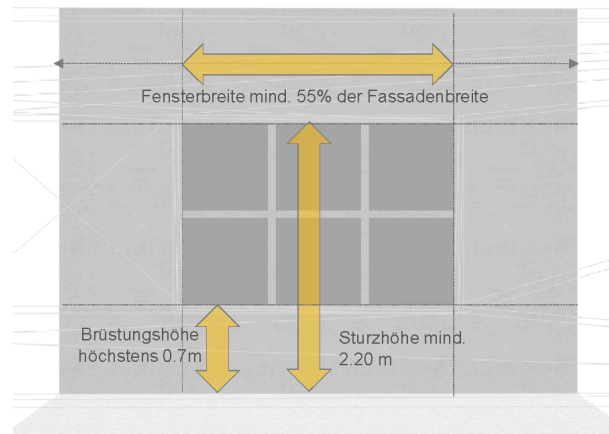 Fensterbreite mind. 55% der Fassadenbreite
Brüstungshöhe
höchstens 0.7m
Sturzhöhe mind.
2.20 m